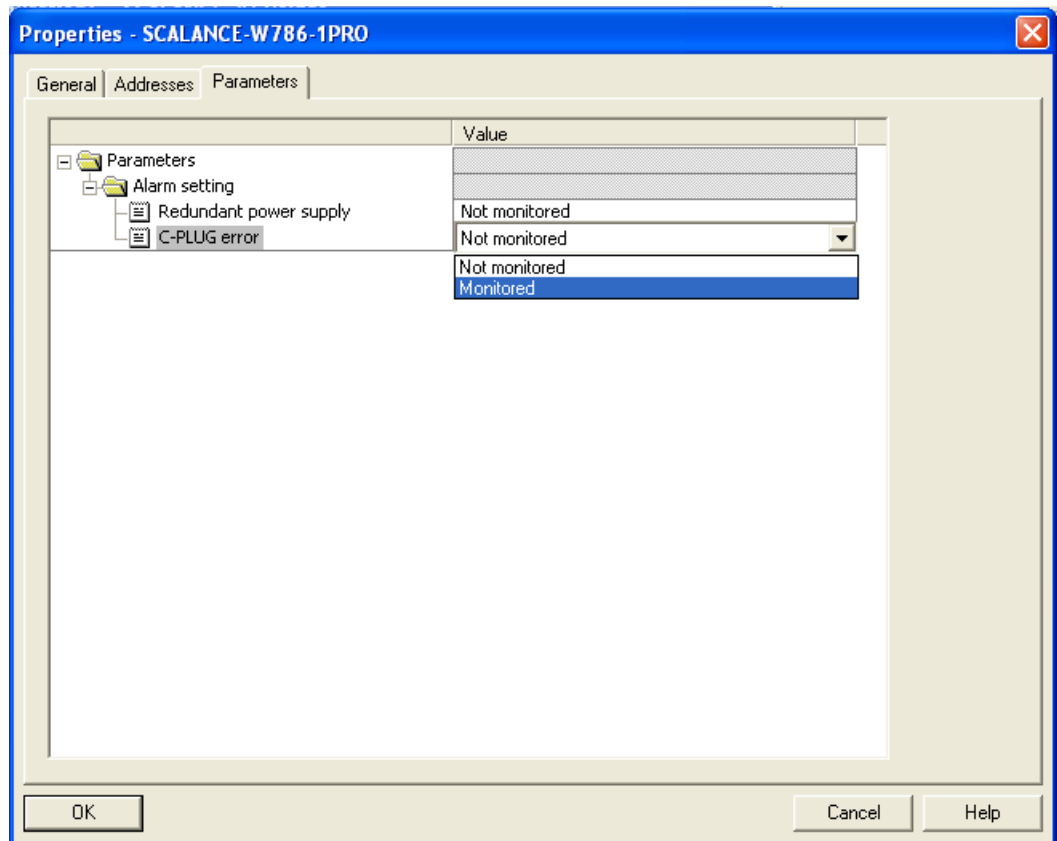 Properties - SCALANCE-W786-1PRO
General Addresses Parameters
Value
Parameters
Alarm setting
Redundant power supply Not monitored
C-PLUG error Not monitored
Not monitored
Monitored
OK Cancel Help